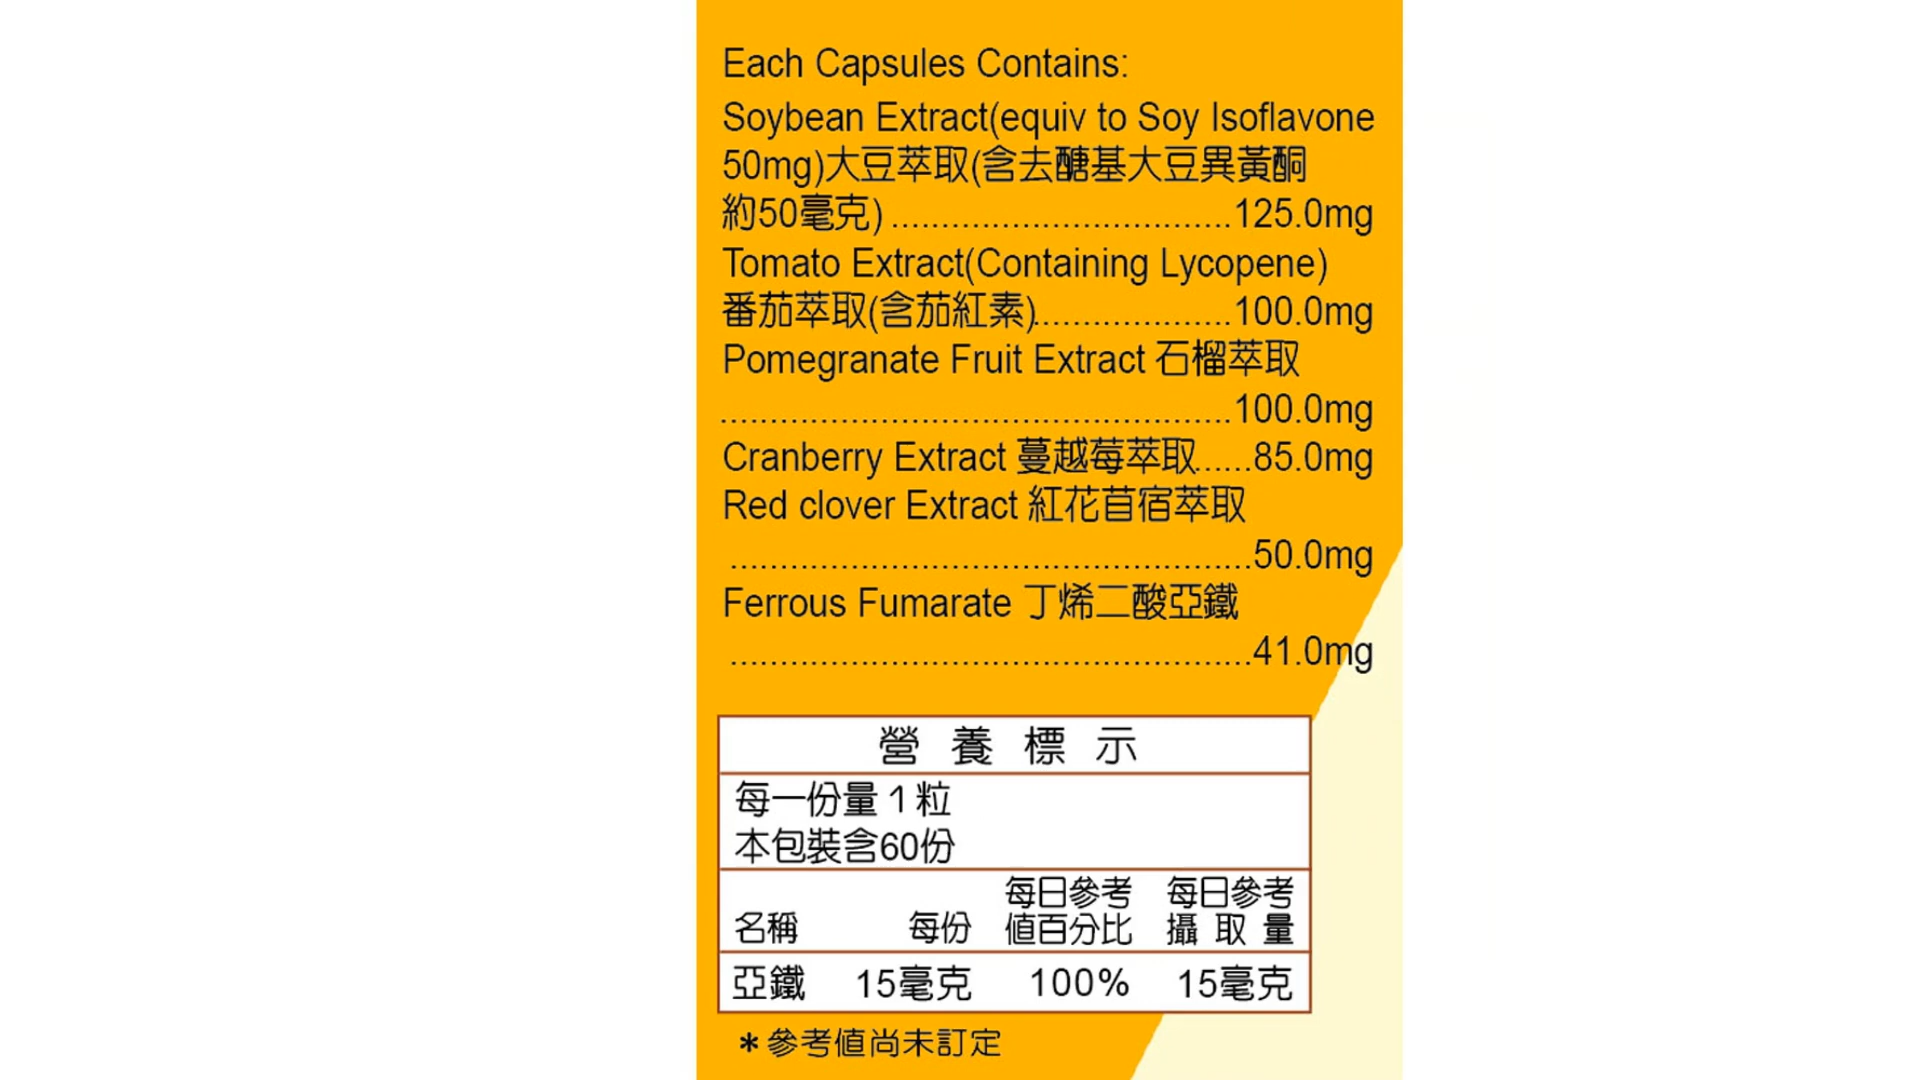 Each Capsules Contains:
Soybean Extract(equiv to Soy Isoflavone
50mg)大豆萃取(含去醣基大豆異黃酮
約50毫克)..................................125.0mg
Tomato Extract(Containing Lycopene)
番茄萃取(含茄紅素)....................100.0mg
Pomegranate Fruit Extract 石榴萃取
...................................................100.0mg
Cranberry Extract 蔓越莓萃取......85.0mg
Red clover Extract 紅花苜宿萃取
....................................................50.0mg
Ferrous Fumarate 丁烯二酸亞鐵
....................................................41.0mg
營養標示
每一份量 1 粒
本包裝含60份
每日參考 每日參考
名稱 每份 值百分比 攝取量
亞鐵 15毫克 100% 15毫克
＊參考值尚未訂定